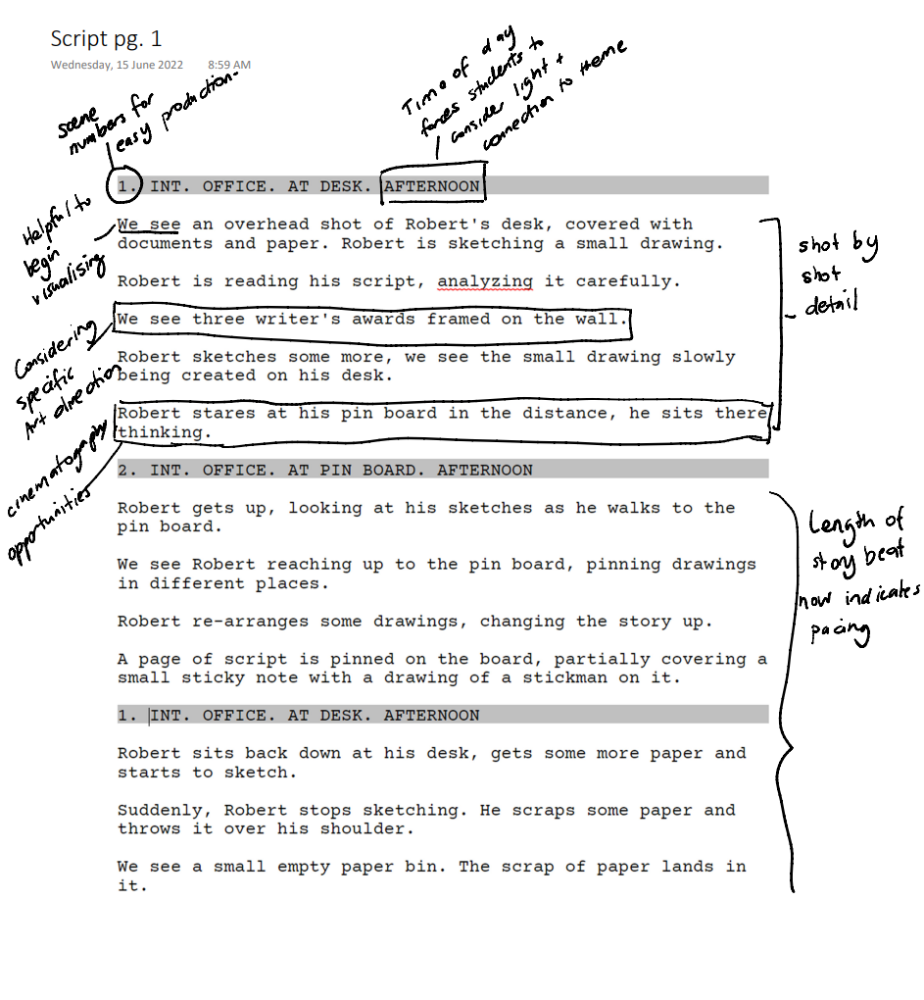 Script pg. 1
Wednesday, 15 June 2022 8:59 AM
scene
numbers for
easy production.
Time of day
forces students to
consider light +
connection to theme
1. INT. OFFICE. AT DESK. AFTERNOON
Helpful to
begin
visualising
We see an overhead shot of Robert's desk, covered with
documents and paper. Robert is sketching a small drawing.
Robert is reading his script, analyzing it carefully.
We see three writer's awards framed on the wall.
Robert sketches some more, we see the small drawing slowly
being created on his desk.
Robert stares at his pin board in the distance, he sits there
thinking.
shot by
shot
detail
Considering
specific
Art direction
cinematography
opportunities
2. INT. OFFICE. AT PIN BOARD. AFTERNOON
Robert gets up, looking at his sketches as he walks to the
pin board.
We see Robert reaching up to the pin board, pinning drawings
in different places.
Robert re-arranges some drawings, changing the story up.
A page of script is pinned on the board, partially covering a
small sticky note with a drawing of a stickman on it.
Length of
stoy beat
now indicates
pacing
1. INT. OFFICE. AT DESK. AFTERNOON
Robert sits back down at his desk, gets some more paper and
starts to sketch.
Suddenly, Robert stops sketching. He scraps some paper and
throws it over his shoulder.
We see a small empty paper bin. The scrap of paper lands in
it.